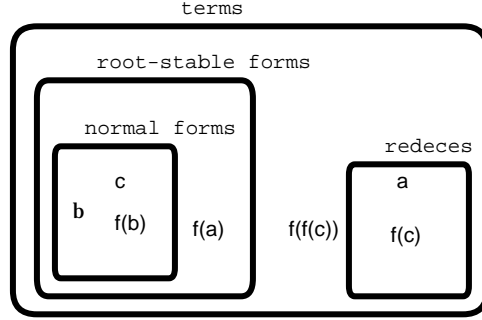 terms
root-stable forms
normal forms
redeces
c
a
b
f(b)
f(a)
f(f(c))
f(c)